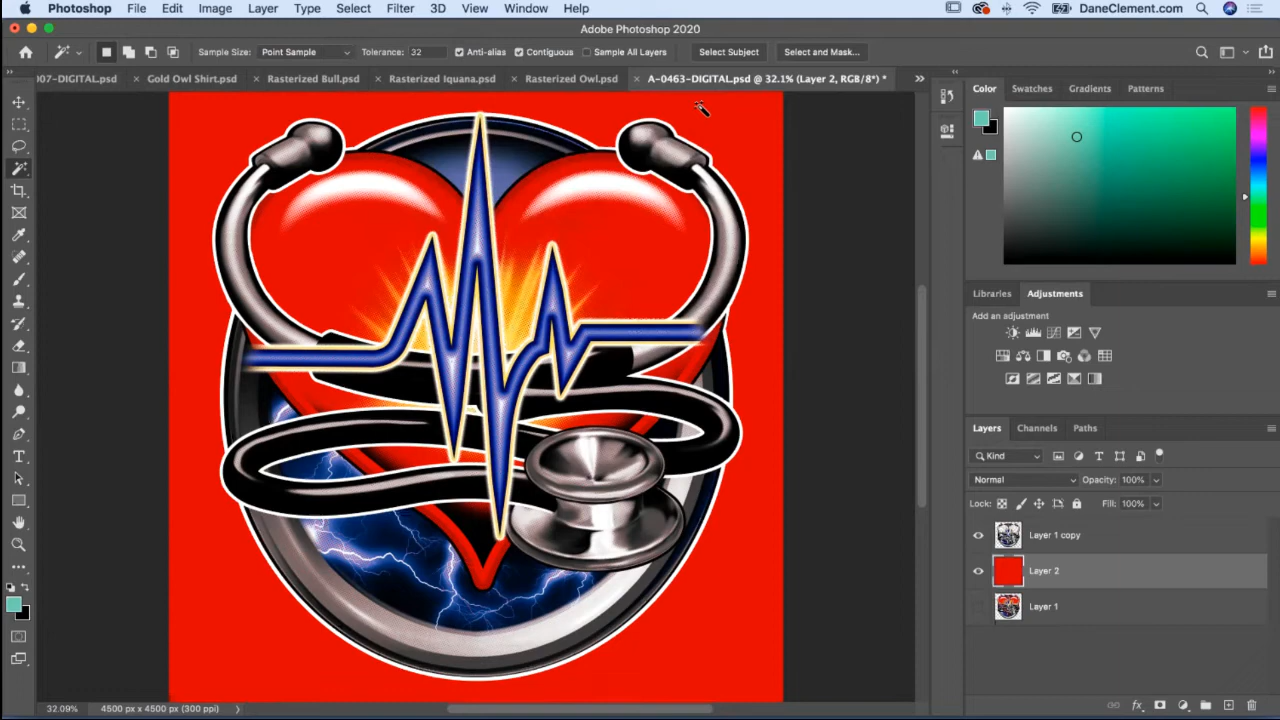 Photoshop File Edit Image Layer Type Select Filter 3D View Window Help DaneClement.com
Adobe Photoshop 2020
Sample Size: Point Sample Tolerance: 32 Anti-alias Contiguous Sample All Layers Select Subject Select and Mask...
007-DIGITAL.psd × Gold Owl Shirt.psd × Rasterized Bull.psd × Rasterized Iquana.psd × Rasterized Owl.psd × A-0463-DIGITAL.psd @ 32.1% (Layer 2, RGB/8*) * »
Color Swatches Gradients Patterns
Libraries Adjustments
Add an adjustment
Layers Channels Paths
Kind
Normal Opacity: 100%
Lock: Fill: 100%
Layer 1 copy
Layer 2
Layer 1
fx
32.09% 4500 px x 4500 px (300 ppi)